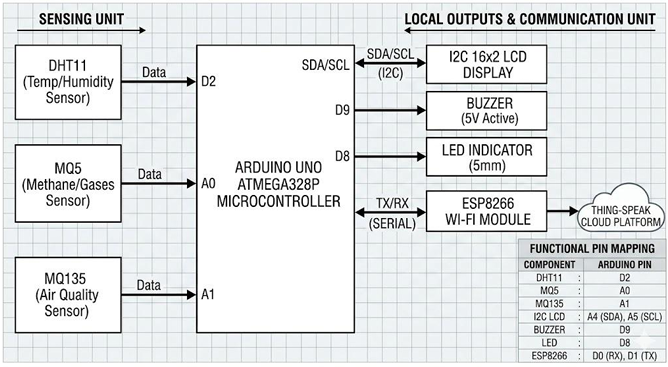 SENSING UNIT
LOCAL OUTPUTS & COMMUNICATION UNIT
DHT11
(Temp/Humidity
Sensor)
Data
D2
MQ5
(Methane/Gases
Sensor)
Data
A0
MQ135
(Air Quality
Sensor)
Data
A1
ARDUINO UNO
ATMEGA328P
MICROCONTROLLER
SDA/SCL
SDA/SCL
(I2C)
I2C 16x2 LCD
DISPLAY
D9
BUZZER
(5V Active)
D8
LED INDICATOR
(5mm)
TX/RX
(SERIAL)
ESP8266
WI-FI MODULE
THING-SPEAK
CLOUD PLATFORM
FUNCTIONAL PIN MAPPING
COMPONENT ARDUINO PIN
DHT11 : D2
MQ5 : A0
MQ135 : A1
I2C LCD : A4 (SDA), A5 (SCL)
BUZZER : D9
LED : D8
ESP8266 : D0 (RX), D1 (TX)